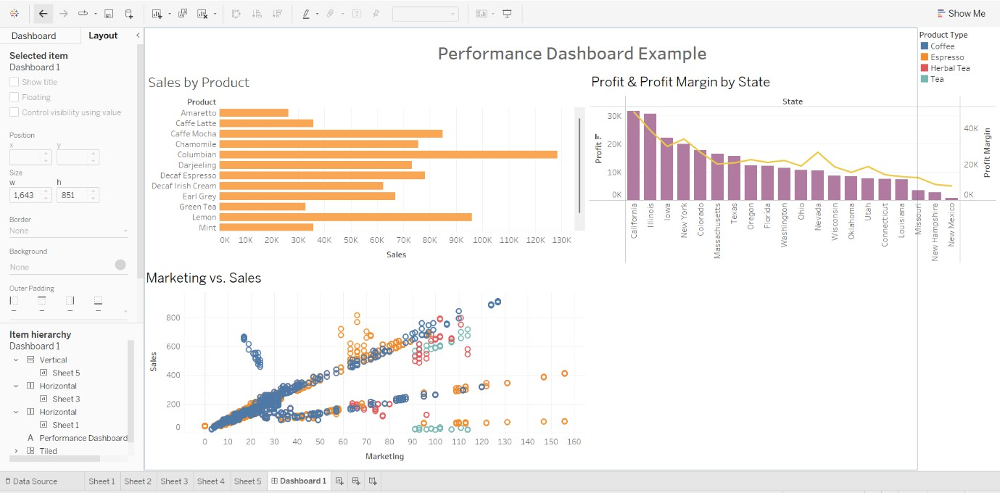 Show Me
Dashboard
Layout
Selected item
Dashboard 1
Show title
Floating
Control visibility using value
Position
x y
Size
w h
1,643 851
Border
None
Background
None
Outer Padding
Item hierarchy
Dashboard 1
Vertical
Sheet 5
Horizontal
Sheet 3
Horizontal
Sheet 1
A Performance Dashboard
Tiled
Performance Dashboard Example
Sales by Product
Product
Amaretto
Caffe Latte
Caffe Mocha
Chamomile
Columbian
Darjeeling
Decaf Espresso
Decaf Irish Cream
Earl Grey
Green Tea
Lemon
Mint
0K 10K 20K 30K 40K 50K 60K 70K 80K 90K 100K 110K 120K 130K
Sales
Profit & Profit Margin by State
State
30K
20K
10K
0K
Profit
40K
20K
0K
Profit Margin
California
Illinois
Iowa
New York
Colorado
Massachusetts
Texas
Oregon
Florida
Washington
Ohio
Nevada
Wisconsin
Oklahoma
Utah
Connecticut
Louisiana
Missouri
New Hampshire
New Mexico
Product Type
Coffee
Espresso
Herbal Tea
Tea
Marketing vs. Sales
800
600
400
200
0
Sales
0 10 20 30 40 50 60 70 80 90 100 110 120 130 140 150 160
Marketing
Data Source Sheet 1 Sheet 2 Sheet 3 Sheet 4 Sheet 5 Dashboard 1